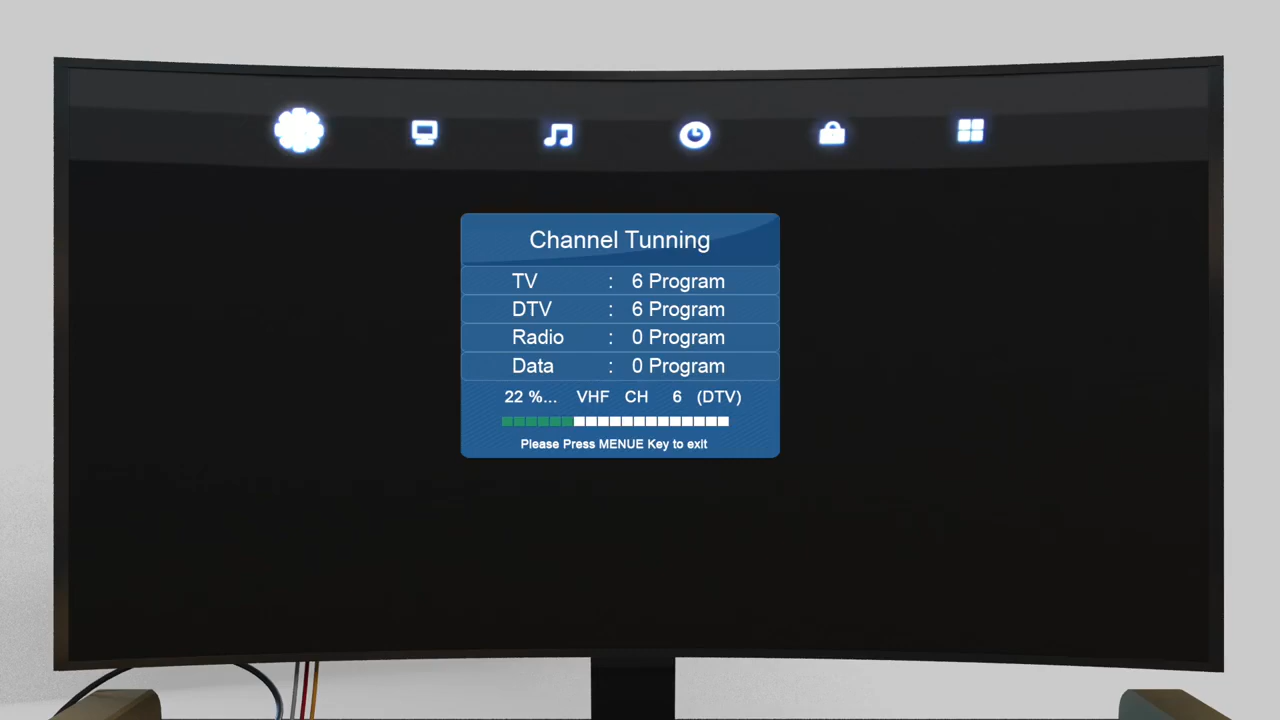 Channel Tunning
TV : 6 Program
DTV : 6 Program
Radio : 0 Program
Data : 0 Program
22 %... VHF CH 6 (DTV)
Please Press MENUE Key to exit